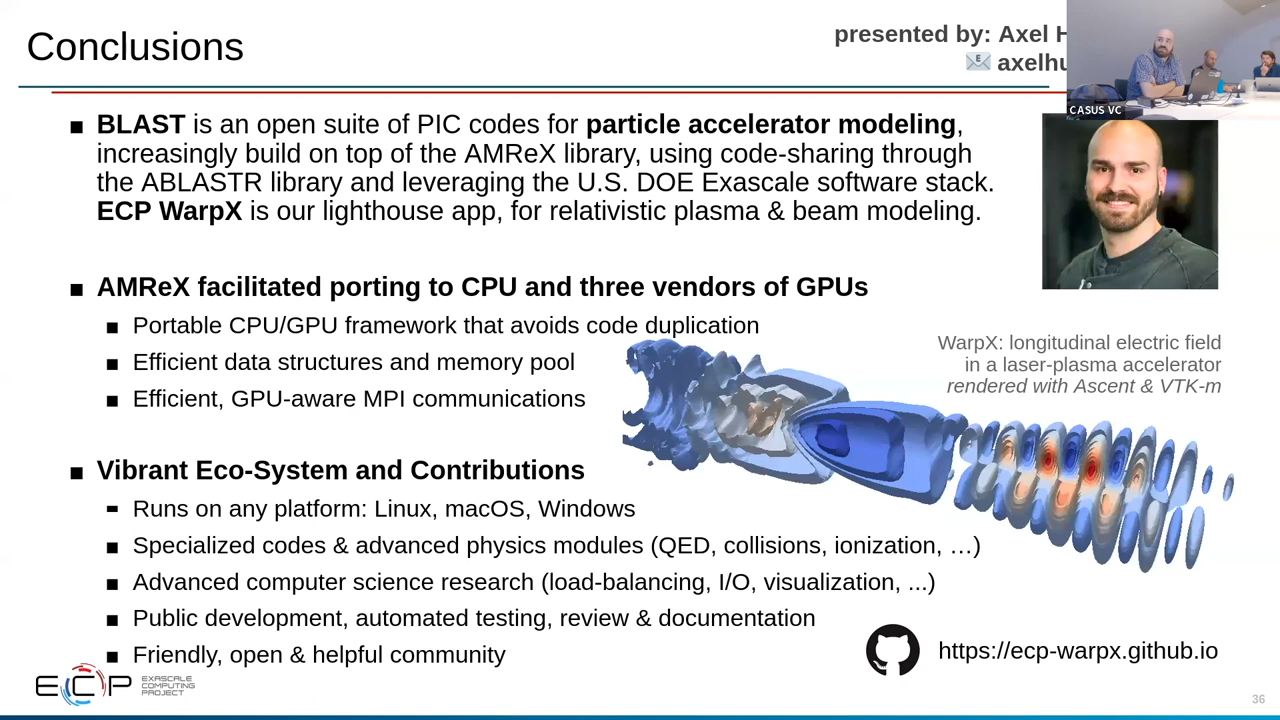 Conclusions
presented by: Axel
CASUS VC
■ BLAST is an open suite of PIC codes for particle accelerator modeling,
increasingly build on top of the AMReX library, using code-sharing through
the ABLASTR library and leveraging the U.S. DOE Exascale software stack.
ECP WarpX is our lighthouse app, for relativistic plasma & beam modeling.
■ AMReX facilitated porting to CPU and three vendors of GPUs
■ Portable CPU/GPU framework that avoids code duplication
■ Efficient data structures and memory pool
■ Efficient, GPU-aware MPI communications
WarpX: longitudinal electric field
in a laser-plasma accelerator
rendered with Ascent & VTK-m
■ Vibrant Eco-System and Contributions
Runs on any platform: Linux, macOS, Windows
■ Specialized codes & advanced physics modules (QED, collisions, ionization, …)
■ Advanced computer science research (load-balancing, I/O, visualization, ...)
■ Public development, automated testing, review & documentation
■ Friendly, open & helpful community
https://ecp-warpx.github.io
ECP EXASCALE
COMPUTING
PROJECT
36